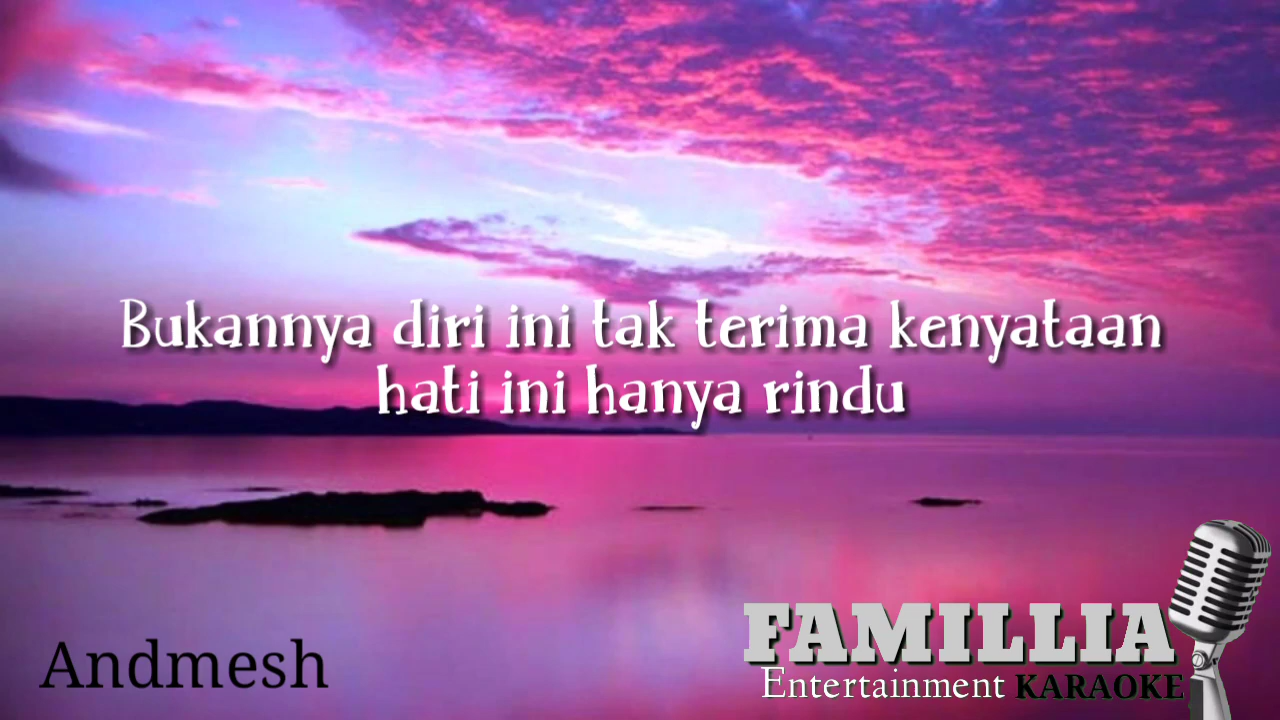 Bukannya diri ini tak terima kenyataan
hati ini hanya rindu
Andmesh
FAMILLIA
Entertainment KARAOKE